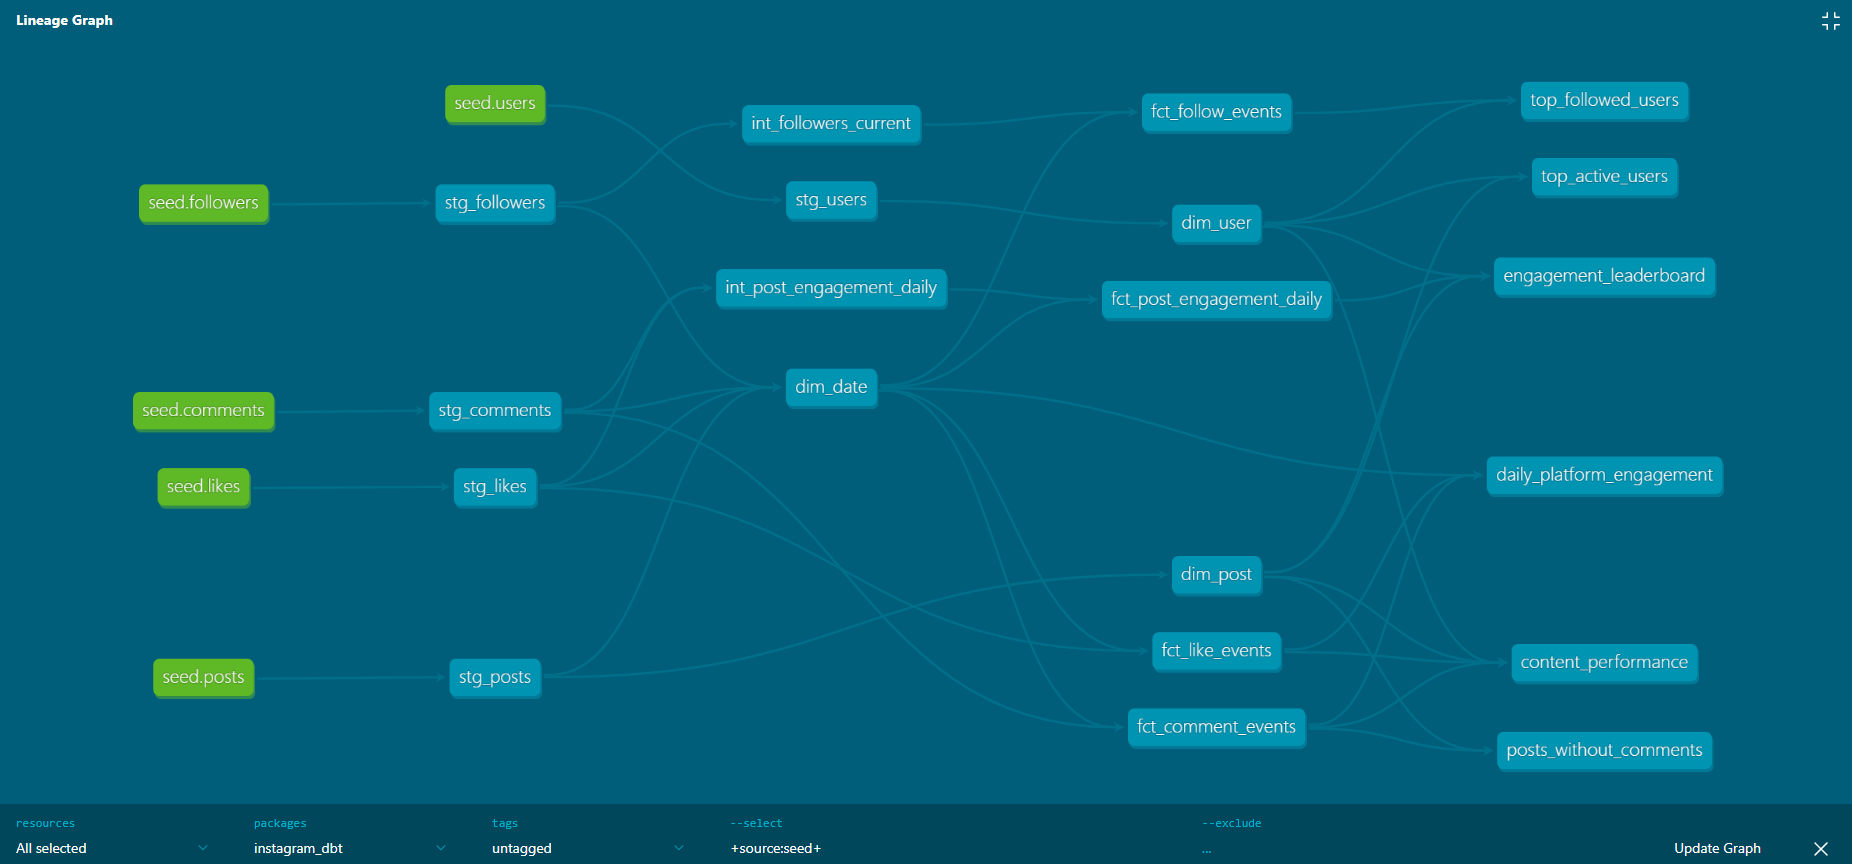 Lineage Graph
seed.users
seed.followers
seed.comments
seed.likes
seed.posts
stg_followers
stg_comments
stg_likes
stg_posts
int_followers_current
stg_users
int_post_engagement_daily
dim_date
fct_follow_events
dim_user
fct_post_engagement_daily
dim_post
fct_like_events
fct_comment_events
top_followed_users
top_active_users
engagement_leaderboard
daily_platform_engagement
content_performance
posts_without_comments
resources
All selected
packages
instagram_dbt
tags
untagged
--select
+source:seed+
--exclude
...
Update Graph